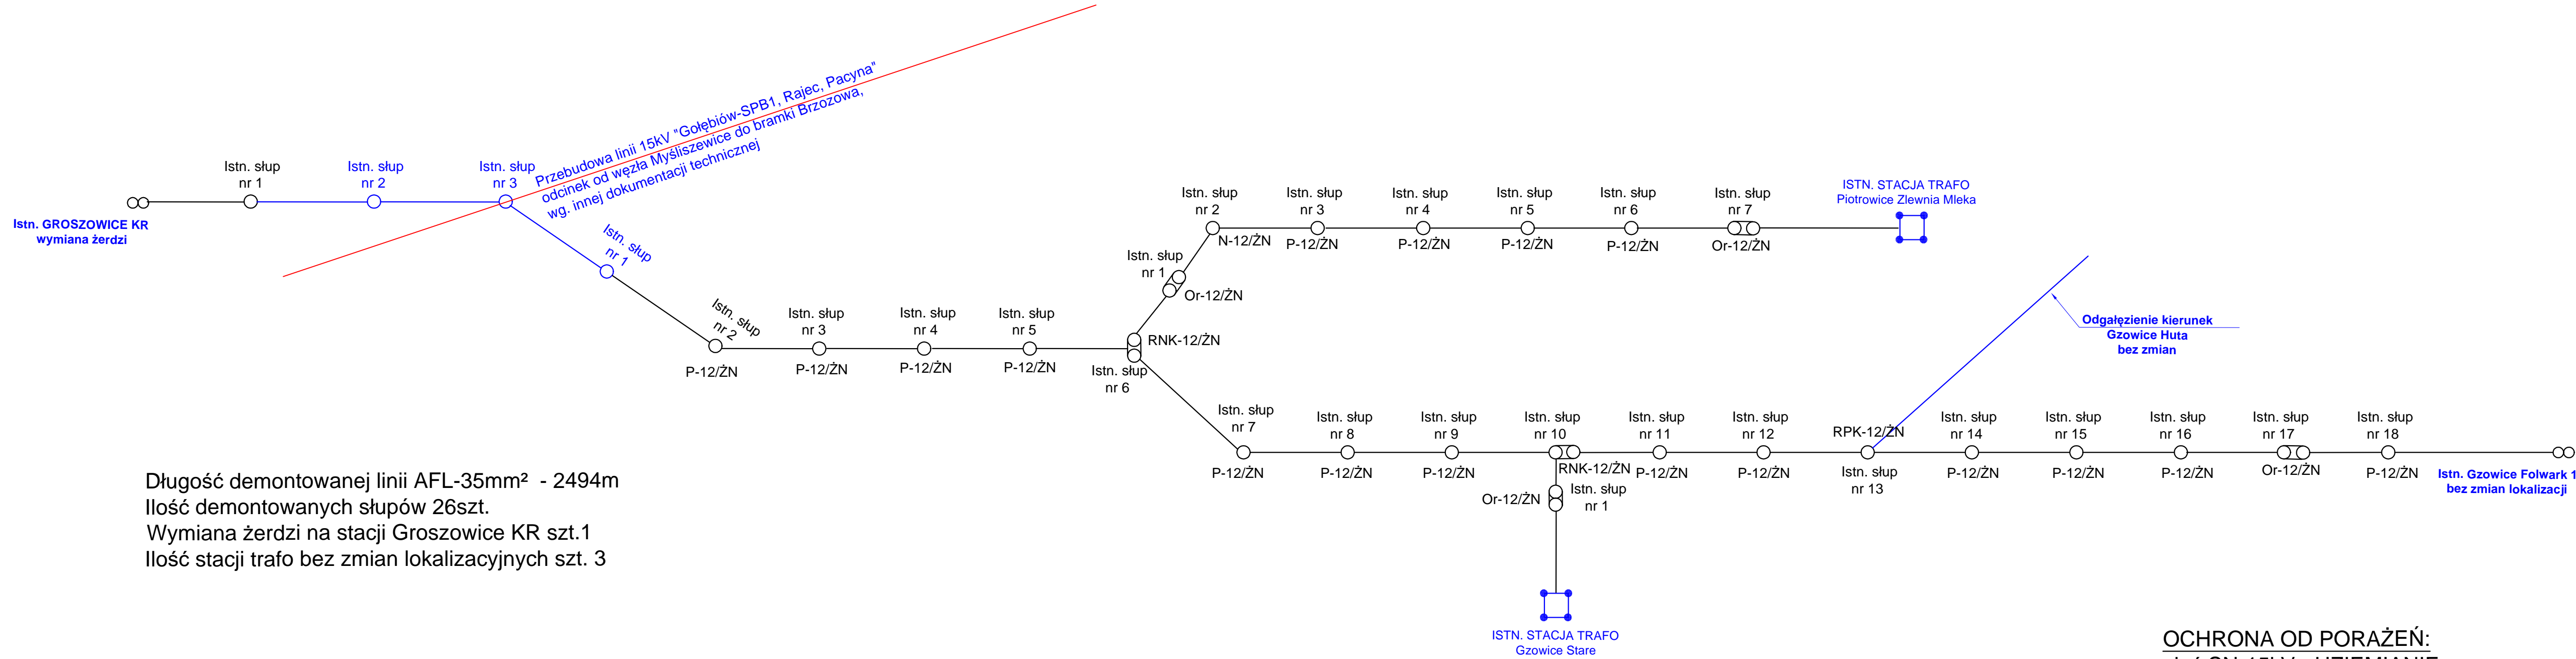 Przebudowa linii 15kV "Gołębiów-SPB1, Rajec, Pacyna"
odcinek od węzła Myśliszewice do bramki Brzozowa,
wg. innej dokumentacji technicznej
Istn. słup
nr 1
Istn. słup
nr 2
Istn. słup
nr 3
Istn. GROSZOWICE KR
wymiana żerdzi
Istn. słup
nr 1
Istn. słup
nr 2
P-12/ŻN
Istn. słup
nr 3
P-12/ŻN
Istn. słup
nr 4
P-12/ŻN
Istn. słup
nr 5
P-12/ŻN
RNK-12/ŻN
Istn. słup
nr 6
Istn. słup
nr 1
Or-12/ŻN
Istn. słup
nr 2
N-12/ŻN
Istn. słup
nr 3
P-12/ŻN
Istn. słup
nr 4
P-12/ŻN
Istn. słup
nr 5
P-12/ŻN
Istn. słup
nr 6
P-12/ŻN
Istn. słup
nr 7
Or-12/ŻN
ISTN. STACJA TRAFO
Piotrowice Zlewnia Mleka
Odgałęzienie kierunek
Gzowice Huta
bez zmian
Istn. słup
nr 7
P-12/ŻN
Istn. słup
nr 8
P-12/ŻN
Istn. słup
nr 9
P-12/ŻN
Istn. słup
nr 10
RNK-12/ŻN
Or-12/ŻN
Istn. słup
nr 1
ISTN. STACJA TRAFO
Gzowice Stare
Istn. słup
nr 11
P-12/ŻN
Istn. słup
nr 12
P-12/ŻN
RPK-12/ŻN
Istn. słup
nr 13
Istn. słup
nr 14
P-12/ŻN
Istn. słup
nr 15
P-12/ŻN
Istn. słup
nr 16
P-12/ŻN
Istn. słup
nr 17
Or-12/ŻN
Istn. słup
nr 18
P-12/ŻN
Istn. Gzowice Folwark 1
bez zmian lokalizacji
Długość demontowanej linii AFL-35mm² - 2494m
Ilość demontowanych słupów 26szt.
Wymiana żerdzi na stacji Groszowice KR szt.1
Ilość stacji trafo bez zmian lokalizacyjnych szt. 3
OCHRONA OD PORAŻEŃ: